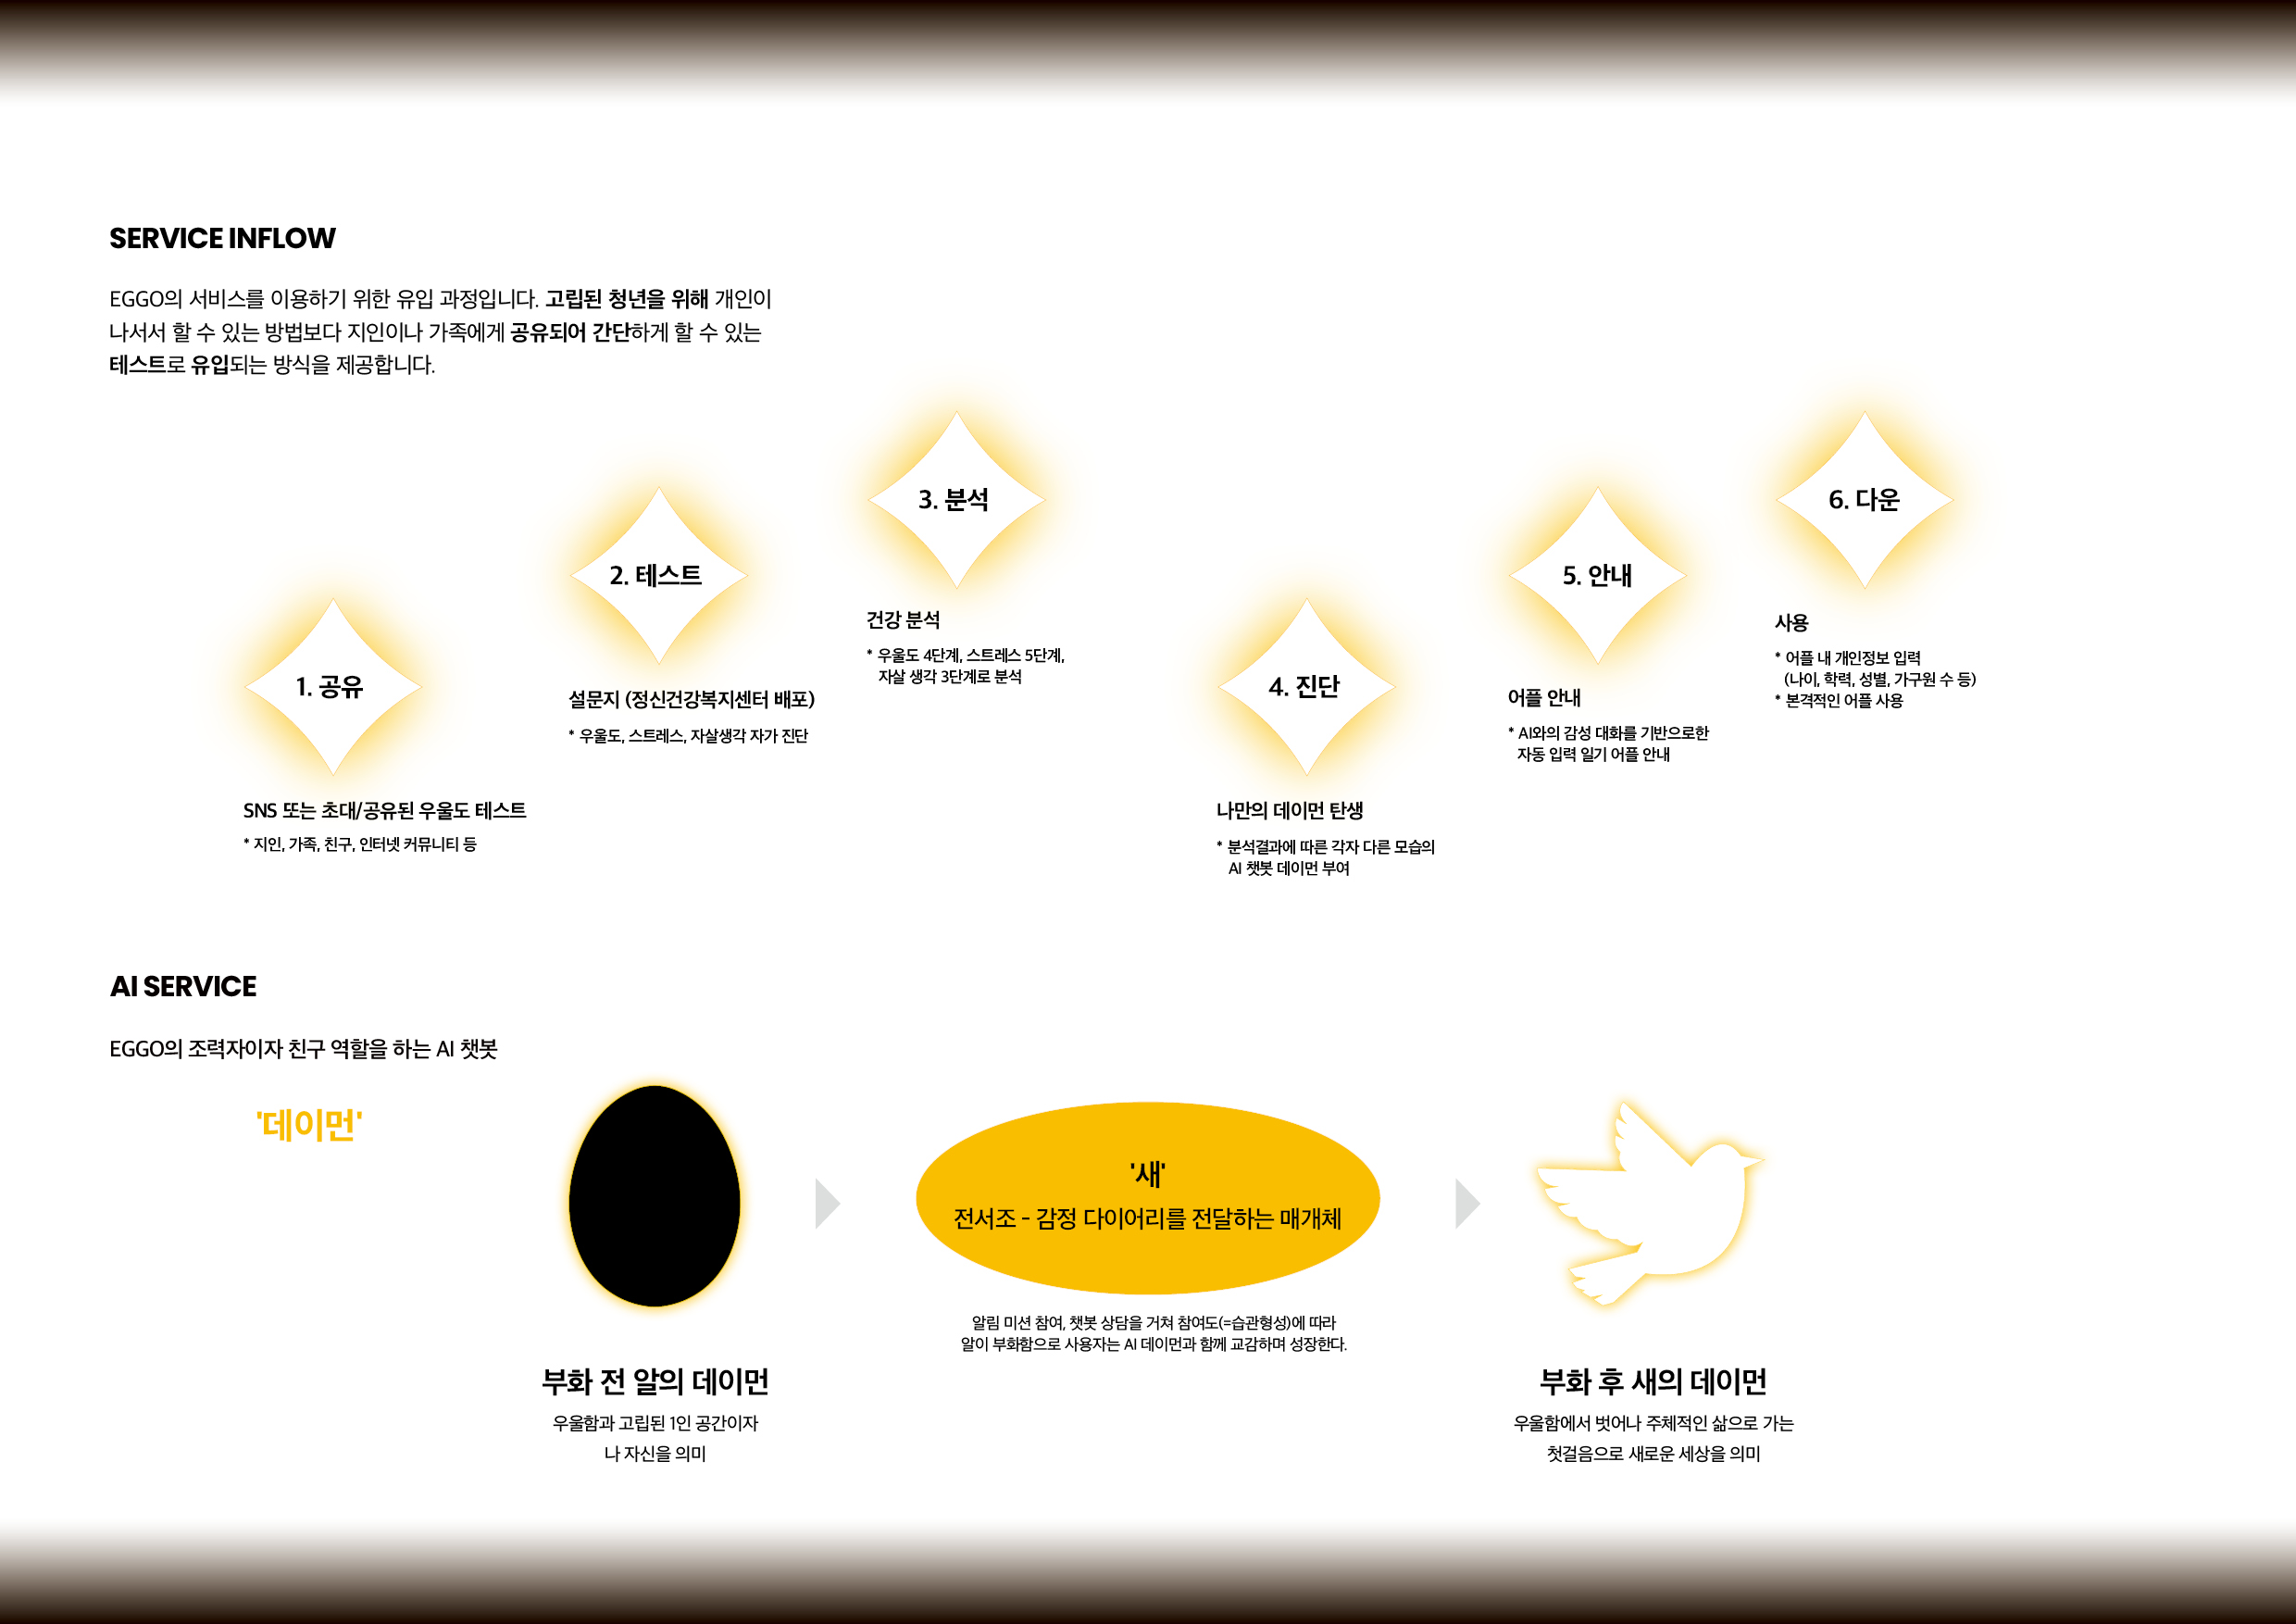 SERVICE INFLOW
EGGO의 서비스를 이용하기 위한 유입 과정입니다. 고립된 청년을 위해 개인이
나서서 할 수 있는 방법보다 지인이나 가족에게 공유되어 간단하게 할 수 있는
테스트로 유입되는 방식을 제공합니다.
1. 공유
SNS 또는 초대/공유된 우울도 테스트
* 지인, 가족, 친구, 인터넷 커뮤니티 등
2. 테스트
설문지 (정신건강복지센터 배포)
* 우울도, 스트레스, 자살생각 자가 진단
3. 분석
건강 분석
* 우울도 4단계, 스트레스 5단계,
자살 생각 3단계로 분석
4. 진단
나만의 데이먼 탄생
* 분석결과에 따른 각자 다른 모습의
AI 챗봇 데이먼 부여
5. 안내
어플 안내
* AI와의 감성 대화를 기반으로한
자동 입력 일기 어플 안내
6. 다운
사용
* 어플 내 개인정보 입력
(나이, 학력, 성별, 가구원 수 등)
* 본격적인 어플 사용
AI SERVICE
EGGO의 조력자이자 친구 역할을 하는 AI 챗봇
'데이먼'
부화 전 알의 데이먼
우울함과 고립된 1인 공간이자
나 자신을 의미
'새'
전서조 - 감정 다이어리를 전달하는 매개체
알림 미션 참여, 챗봇 상담을 거쳐 참여도(=습관형성)에 따라
알이 부화함으로 사용자는 AI 데이먼과 함께 교감하며 성장한다.
부화 후 새의 데이먼
우울함에서 벗어나 주체적인 삶으로 가는
첫걸음으로 새로운 세상을 의미